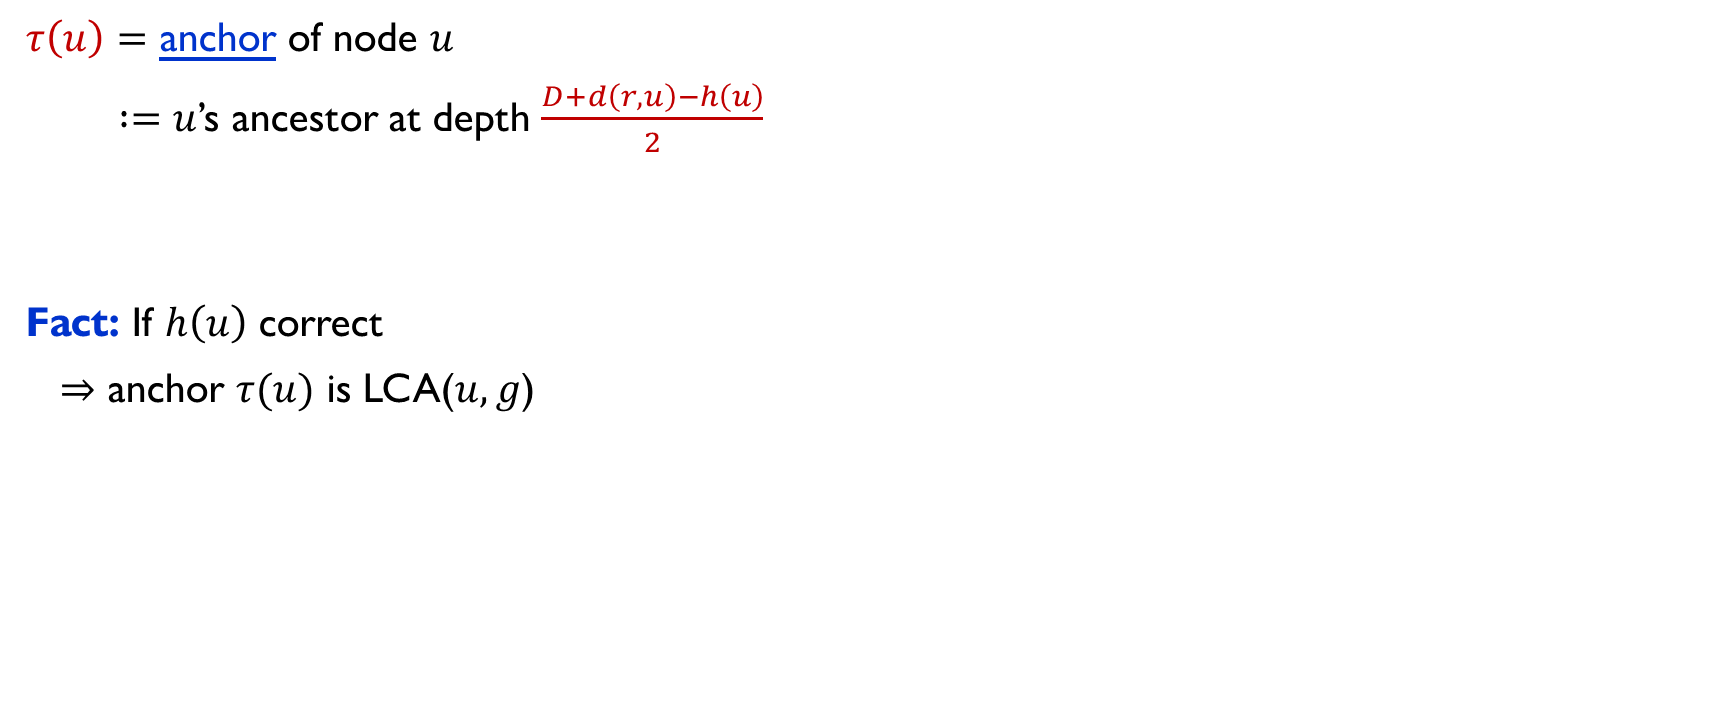 τ(u) = anchor of node u
:= u’s ancestor at depth D+d(r,u)−h(u) / 2
Fact: If h(u) correct
⇒ anchor τ(u) is LCA(u, g)